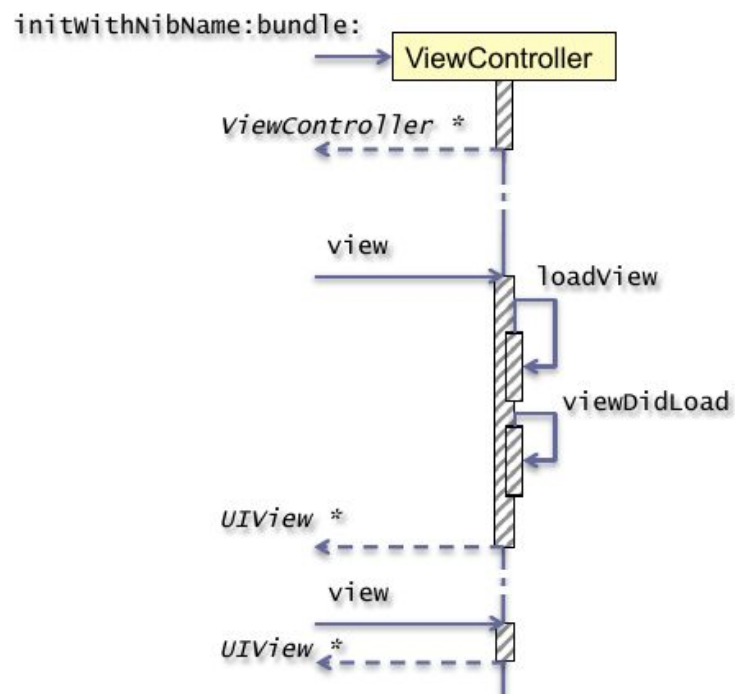 initWithNibName:bundle:
ViewController
ViewController *
view
loadView
viewDidLoad
UIView *
view
UIView *